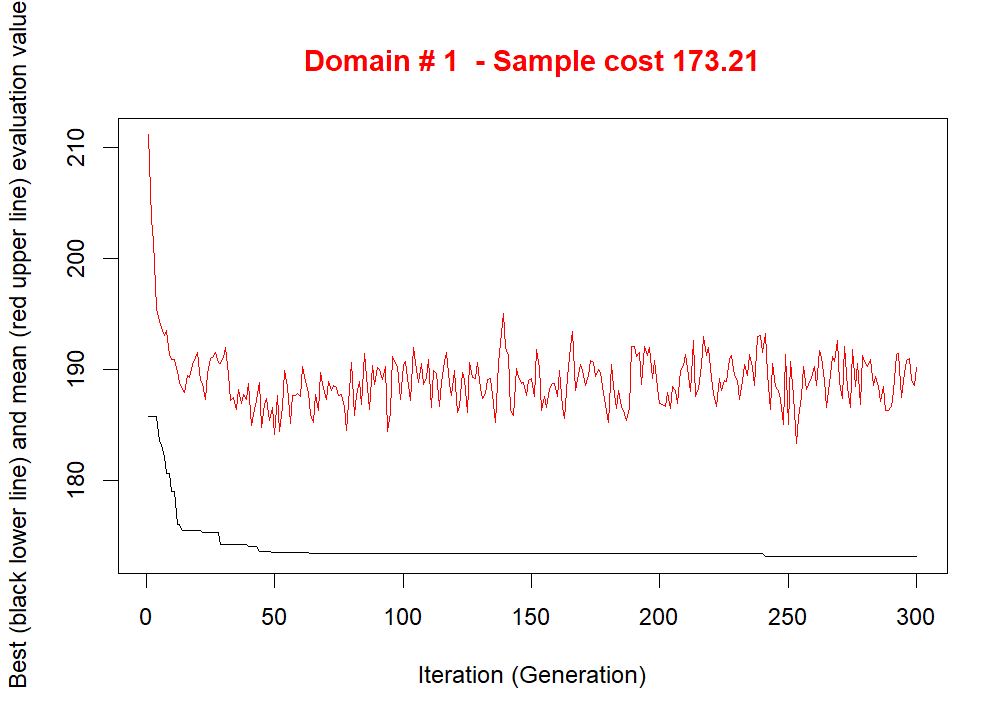 Domain # 1  - Sample cost 173.21
Best (black lower line) and mean (red upper line) evaluation value
210
200
190
180
0 50 100 150 200 250 300
Iteration (Generation)